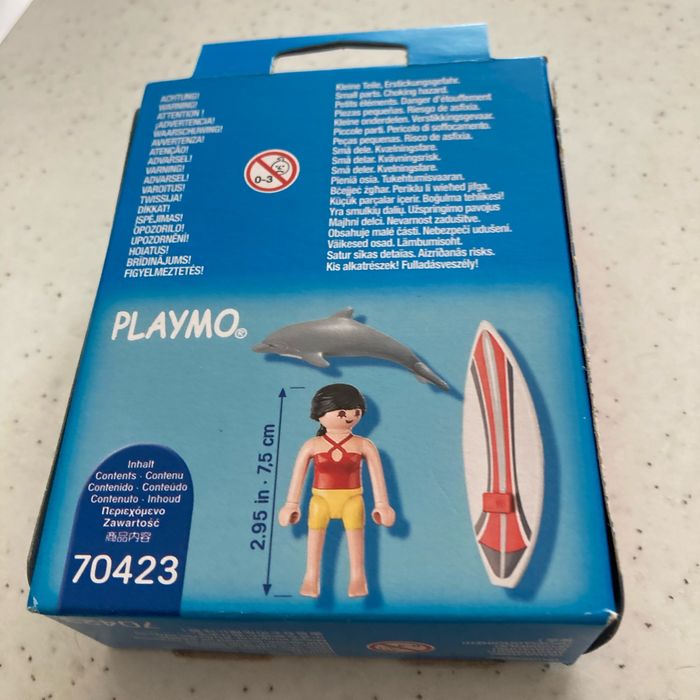 ACHTUNG!
WARNING!
ATTENTION !
¡ADVERTENCIA!
WAARSCHUWING!
AVVERTENZA!
ATENÇÃO!
ADVARSEL!
VARNING!
ADVARSEL!
VAROITUS!
TWISSIJA!
DİKKAT!
ĮSPĖJIMAS!
OPOZORILO!
UPOZORNĚNÍ!
HOIATUS!
BRĪDINĀJUMS!
FIGYELMEZTETÉS!
0-3
Kleine Teile, Erstickungsgefahr.
Small parts. Choking hazard.
Petits éléments. Danger d'étouffement
Piezas pequeñas. Riesgo de asfixia.
Kleine onderdelen. Verstikkingsgevaar.
Piccole parti. Pericolo di soffocamento.
Peças pequenas. Risco de asfixia.
Små dele. Kvælningsfare.
Små delar. Kvävningsrisk.
Små deler. Kvelningsfare.
Pieniä osia. Tukehtumisvaaran.
Bċejjeċ żgħar. Periklu li wieħed jifga.
Küçük parçalar içerir. Boğulma tehlikesi!
Yra smulkių dalių. Užspringimo pavojus
Majhni delci. Nevarnost zadušitve.
Obsahuje malé části. Nebezpečí udušení.
Väikesed osad. Lämbumisoht.
Satur sīkas detaļas. Aizrīšanās risks.
Kis alkatrészek! Fulladásveszély!
PLAYMO®
2.95 in - 7,5 cm
Inhalt
Contents · Contenu
Contenido · Conteúdo
Contenuto · Inhoud
Περιεχόμενο
Zawartość
商品内容
70423